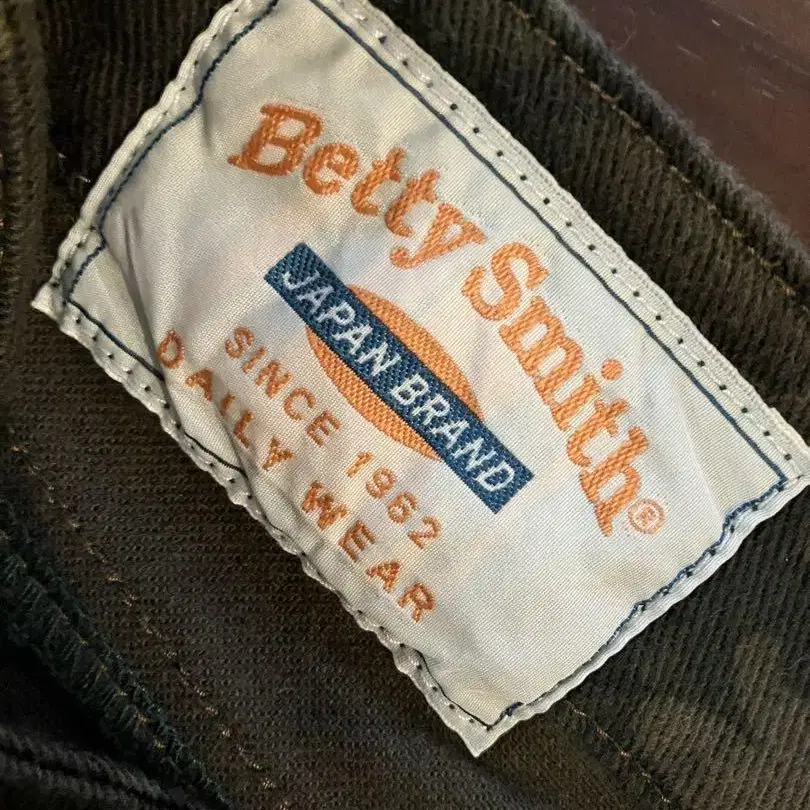 Betty Smith®
JAPAN BRAND
SINCE 1962
DAILY WEAR